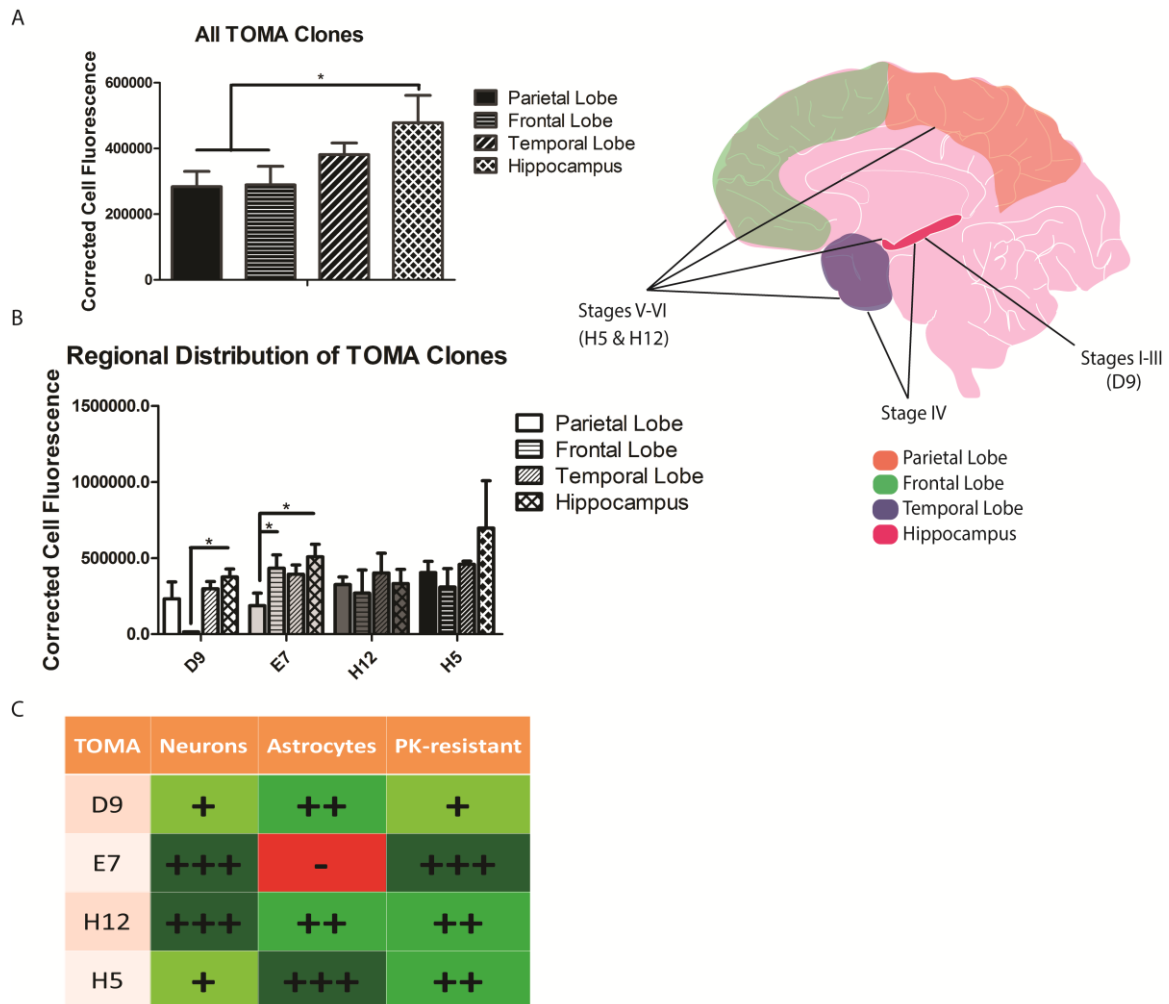 A
All TOMA Clones
Corrected Cell Fluorescence
600000
400000
200000
0
*
Parietal Lobe
Frontal Lobe
Temporal Lobe
Hippocampus
Stages V-VI
(H5 & H12)
Stages I-III
(D9)
Stage IV
Parietal Lobe
Frontal Lobe
Temporal Lobe
Hippocampus
B
Regional Distribution of TOMA Clones
Corrected Cell Fluorescence
1500000.0
1000000.0
500000.0
0.0
*
*
*
D9
E7
H12
H5
Parietal Lobe
Frontal Lobe
Temporal Lobe
Hippocampus
C
TOMA Neurons Astrocytes PK-resistant
D9 + ++ +
E7 +++ - +++
H12 +++ ++ ++
H5 + +++ ++